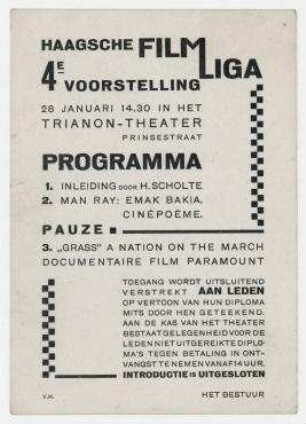 HAAGSCHE FILM LIGA
4E VOORSTELLING
28 JANUARI 14.30 IN HET
TRIANON-THEATER
PRINSESTRAAT
PROGRAMMA
1. INLEIDING DOOR H. SCHOLTE
2. MAN RAY: EMAK BAKIA.
CINÉPOÈME.
PAUZE
3. „GRASS" A NATION ON THE MARCH
DOCUMENTAIRE FILM PARAMOUNT
TOEGANG WORDT UITSLUITEND
VERSTREKT AAN LEDEN
OP VERTOON VAN HUN DIPLOMA
MITS DOOR HEN GETEEKEND.
AAN DE KAS VAN HET THEATER
BESTAAT GELEGENHEID VOOR DE
LEDEN NIET UITGEREIKTE DIPLO-
MA'S TEGEN BETALING IN ONT-
VANGST TE NEMEN VANAF 14 UUR.
INTRODUCTIE IS UITGESLOTEN
V.H. HET BESTUUR